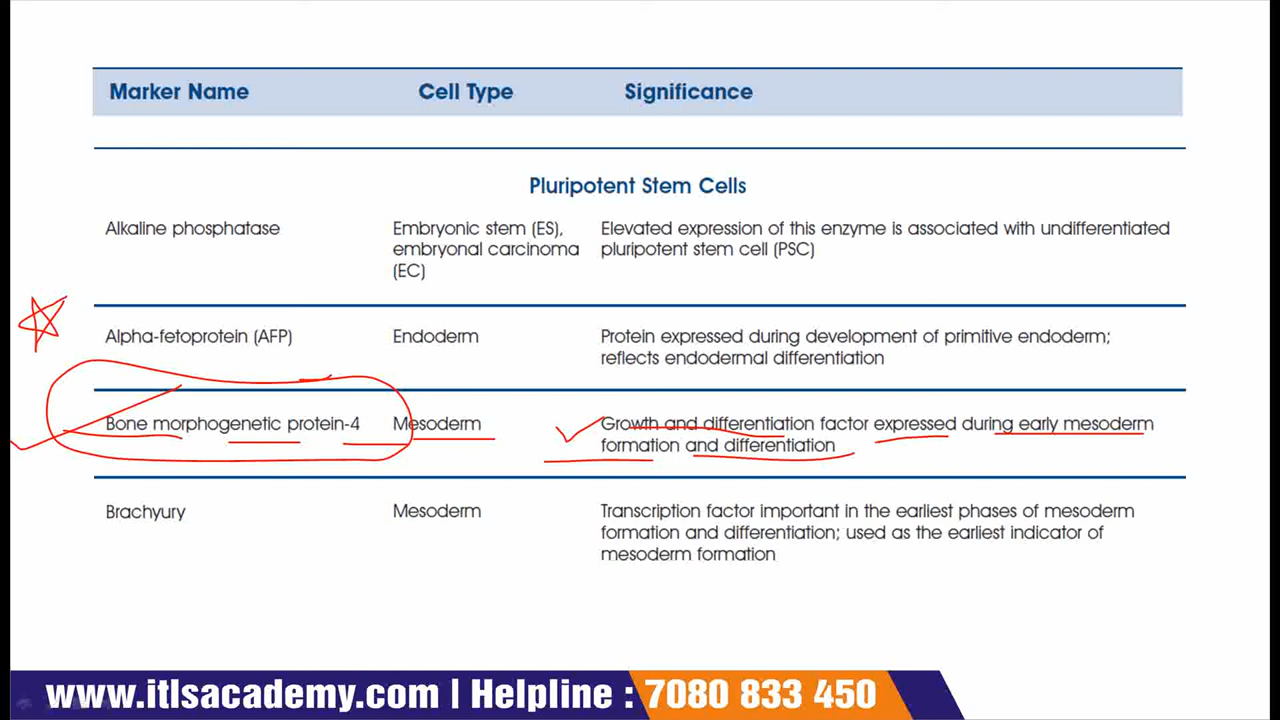 Marker Name Cell Type Significance
Pluripotent Stem Cells
Alkaline phosphatase Embryonic stem (ES), Elevated expression of this enzyme is associated with undifferentiated
embryonal carcinoma pluripotent stem cell (PSC)
(EC)
Alpha-fetoprotein (AFP) Endoderm Protein expressed during development of primitive endoderm;
reflects endodermal differentiation
Bone morphogenetic protein-4 Mesoderm Growth and differentiation factor expressed during early mesoderm
formation and differentiation
Brachyury Mesoderm Transcription factor important in the earliest phases of mesoderm
formation and differentiation; used as the earliest indicator of
mesoderm formation
www.itlsacademy.com | Helpline : 7080 833 450